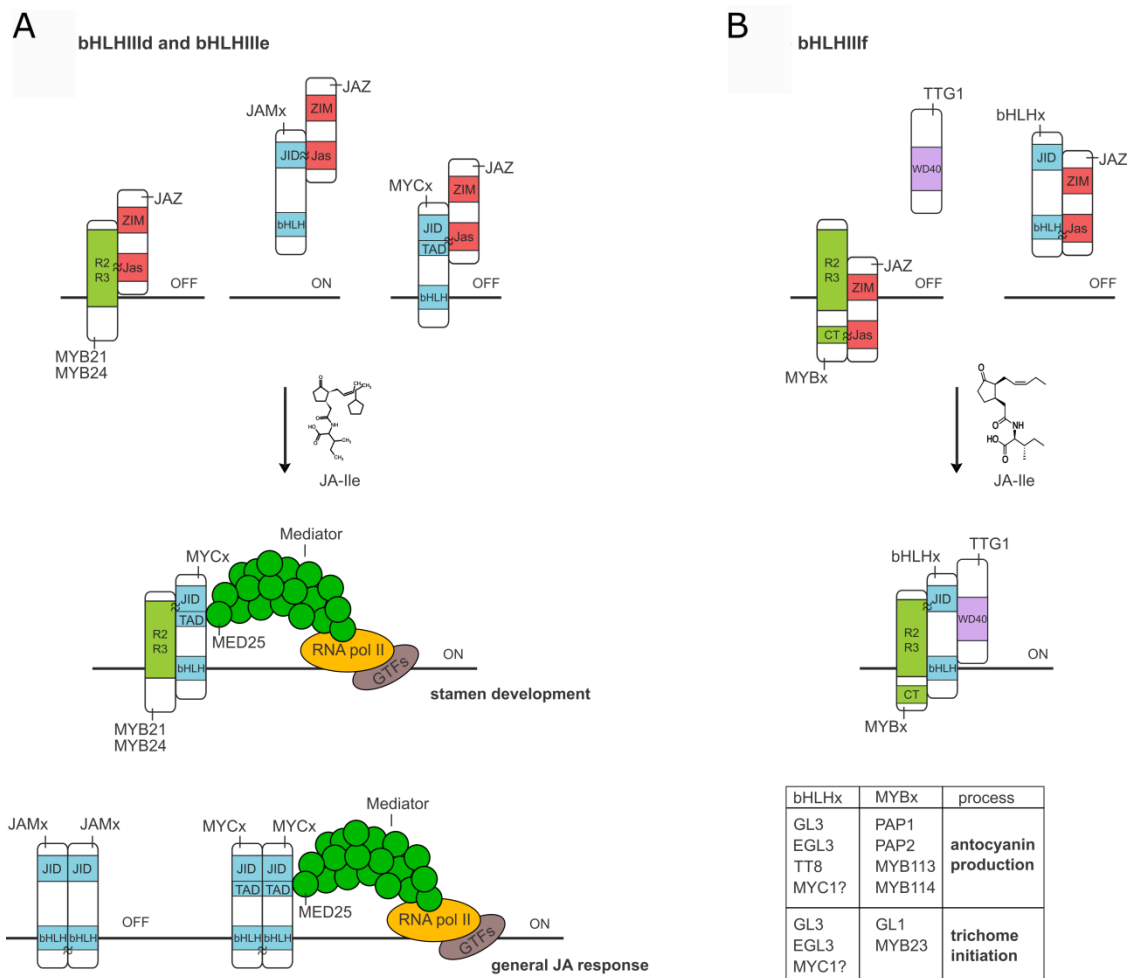 A
bHLHIIId and bHLHIIIe
JAZ
ZIM
JAMx
JID
Jas
bHLH
ON
JAZ
ZIM
R2
R3
Jas
OFF
MYB21
MYB24
JAZ
MYCx
ZIM
JID
TAD
Jas
OFF
bHLH
O
O
NH
HO
O
CH₃
JA-Ile
Mediator
MYCx
JID
TAD
R2
R3
MED25
bHLH
RNA pol II
GTFs
ON
stamen development
MYB21
MYB24
JAMx
JAMx
JID
JID
OFF
bHLH
bHLH
Mediator
MYCx
MYCx
JID
JID
TAD
TAD
MED25
bHLH
bHLH
RNA pol II
GTFs
ON
general JA response
B
bHLHIIIf
TTG1
WD40
bHLHx
JID
JAZ
ZIM
bHLH
Jas
OFF
R2
R3
JAZ
ZIM
OFF
CT
Jas
MYBx
O
O
NH
HO
O
JA-Ile
TTG1
bHLHx
JID
WD40
R2
R3
bHLH
ON
CT
MYBx
bHLHx MYBx process
GL3 PAP1
EGL3 PAP2 antocyanin
TT8 MYB113 production
MYC1? MYB114
GL3 GL1
EGL3 MYB23 trichome
MYC1? initiation